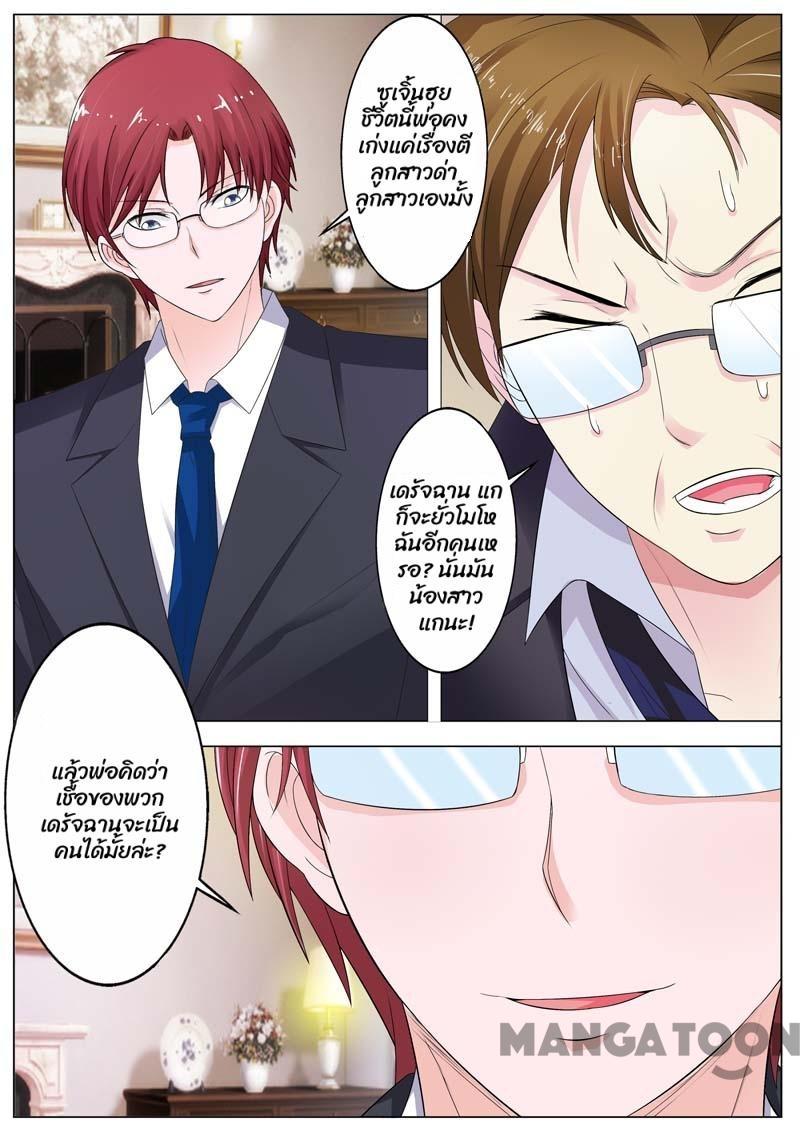 ซูเจิ้นฮุย
ชีวิตนี้พ่อคง
เก่งแค่เรื่องตี
ลูกสาวด่า
ลูกสาวเองมั้ง
เดรัจฉาน แก
ก็จะยั่วโมโห
ฉันอีกคนเห
รอ? นั่นมัน
น้องสาว
แกนะ!
แล้วพ่อคิดว่า
เชื้อของพวก
เดรัจฉานจะเป็น
คนได้มั้ยล่ะ?
MANGATOON